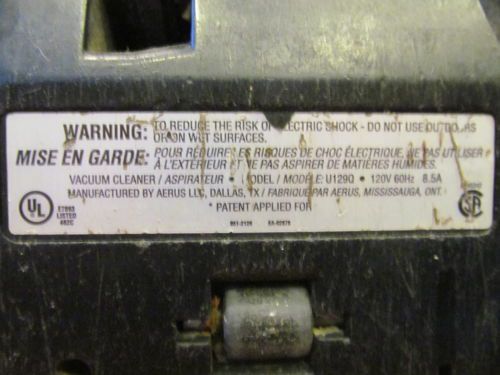 WARNING: TO REDUCE THE RISK OF ELECTRIC SHOCK - DO NOT USE OUTDOORS
OR ON WET SURFACES.
MISE EN GARDE: POUR RÉDUIRE LES RISQUES DE CHOC ÉLECTRIQUE, NE PAS UTILISER
À L'EXTÉRIEUR ET NE PAS ASPIRER DE MATIÈRES HUMIDES.
VACUUM CLEANER / ASPIRATEUR • MODEL / MODÈLE: U129Q • 120V 60Hz 8.5A
MANUFACTURED BY AERUS LLC, DALLAS, TX / FABRIQUÉ PAR AERUS, MISSISSAUGA, ONT.
* PATENT APPLIED FOR
UL
LISTED